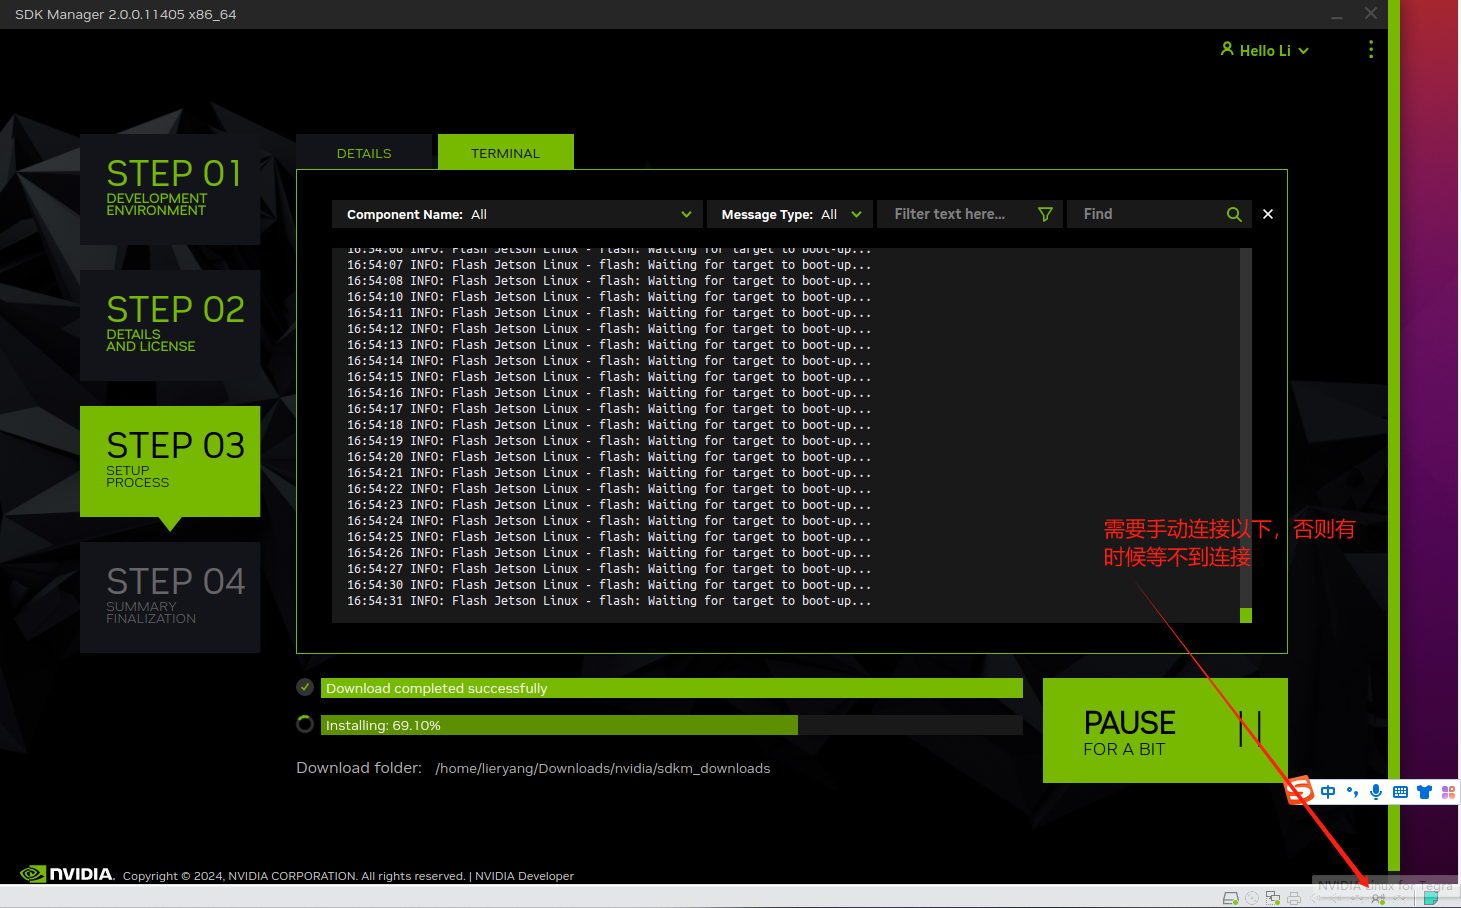 SDK Manager 2.0.0.11405 x86_64
Hello Li
STEP 01
DEVELOPMENT
ENVIRONMENT
STEP 02
DETAILS
AND LICENSE
STEP 03
SETUP
PROCESS
STEP 04
SUMMARY
FINALIZATION
DETAILS
TERMINAL
Component Name: All
Message Type: All
Filter text here...
Find
16:54:06 INFO: Flash Jetson Linux - flash: Waiting for target to boot-up...
16:54:07 INFO: Flash Jetson Linux - flash: Waiting for target to boot-up...
16:54:08 INFO: Flash Jetson Linux - flash: Waiting for target to boot-up...
16:54:10 INFO: Flash Jetson Linux - flash: Waiting for target to boot-up...
16:54:11 INFO: Flash Jetson Linux - flash: Waiting for target to boot-up...
16:54:12 INFO: Flash Jetson Linux - flash: Waiting for target to boot-up...
16:54:13 INFO: Flash Jetson Linux - flash: Waiting for target to boot-up...
16:54:14 INFO: Flash Jetson Linux - flash: Waiting for target to boot-up...
16:54:15 INFO: Flash Jetson Linux - flash: Waiting for target to boot-up...
16:54:16 INFO: Flash Jetson Linux - flash: Waiting for target to boot-up...
16:54:17 INFO: Flash Jetson Linux - flash: Waiting for target to boot-up...
16:54:18 INFO: Flash Jetson Linux - flash: Waiting for target to boot-up...
16:54:19 INFO: Flash Jetson Linux - flash: Waiting for target to boot-up...
16:54:20 INFO: Flash Jetson Linux - flash: Waiting for target to boot-up...
16:54:21 INFO: Flash Jetson Linux - flash: Waiting for target to boot-up...
16:54:22 INFO: Flash Jetson Linux - flash: Waiting for target to boot-up...
16:54:23 INFO: Flash Jetson Linux - flash: Waiting for target to boot-up...
16:54:24 INFO: Flash Jetson Linux - flash: Waiting for target to boot-up...
16:54:25 INFO: Flash Jetson Linux - flash: Waiting for target to boot-up...
16:54:26 INFO: Flash Jetson Linux - flash: Waiting for target to boot-up...
16:54:27 INFO: Flash Jetson Linux - flash: Waiting for target to boot-up...
16:54:30 INFO: Flash Jetson Linux - flash: Waiting for target to boot-up...
16:54:31 INFO: Flash Jetson Linux - flash: Waiting for target to boot-up...
需要手动连接以下，否则有
时候等不到连接
Download completed successfully
Installing: 69.10%
Download folder: /home/lieryang/Downloads/nvidia/sdkm_downloads
PAUSE
FOR A BIT
中
NVIDIA. Copyright © 2024, NVIDIA CORPORATION. All rights reserved. | NVIDIA Developer
NVIDIA Linux for Tegra